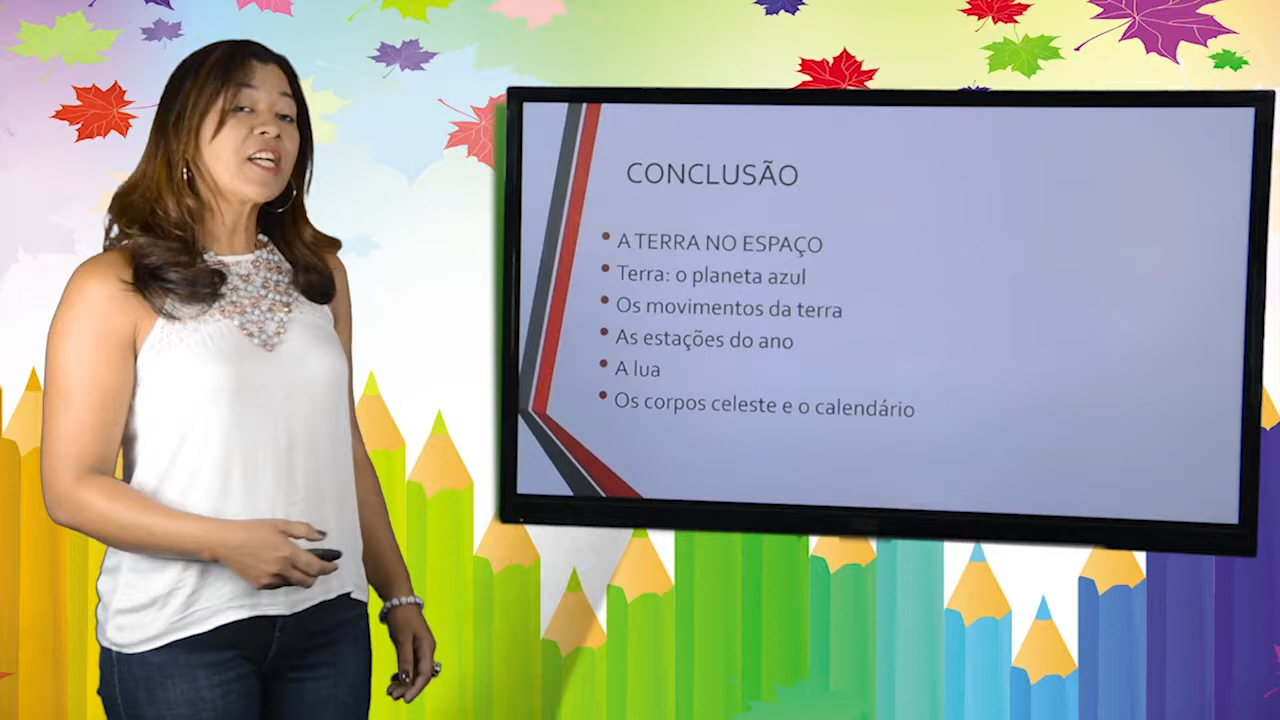 CONCLUSÃO
• A TERRA NO ESPAÇO
• Terra: o planeta azul
• Os movimentos da terra
• As estações do ano
• A lua
• Os corpos celeste e o calendário